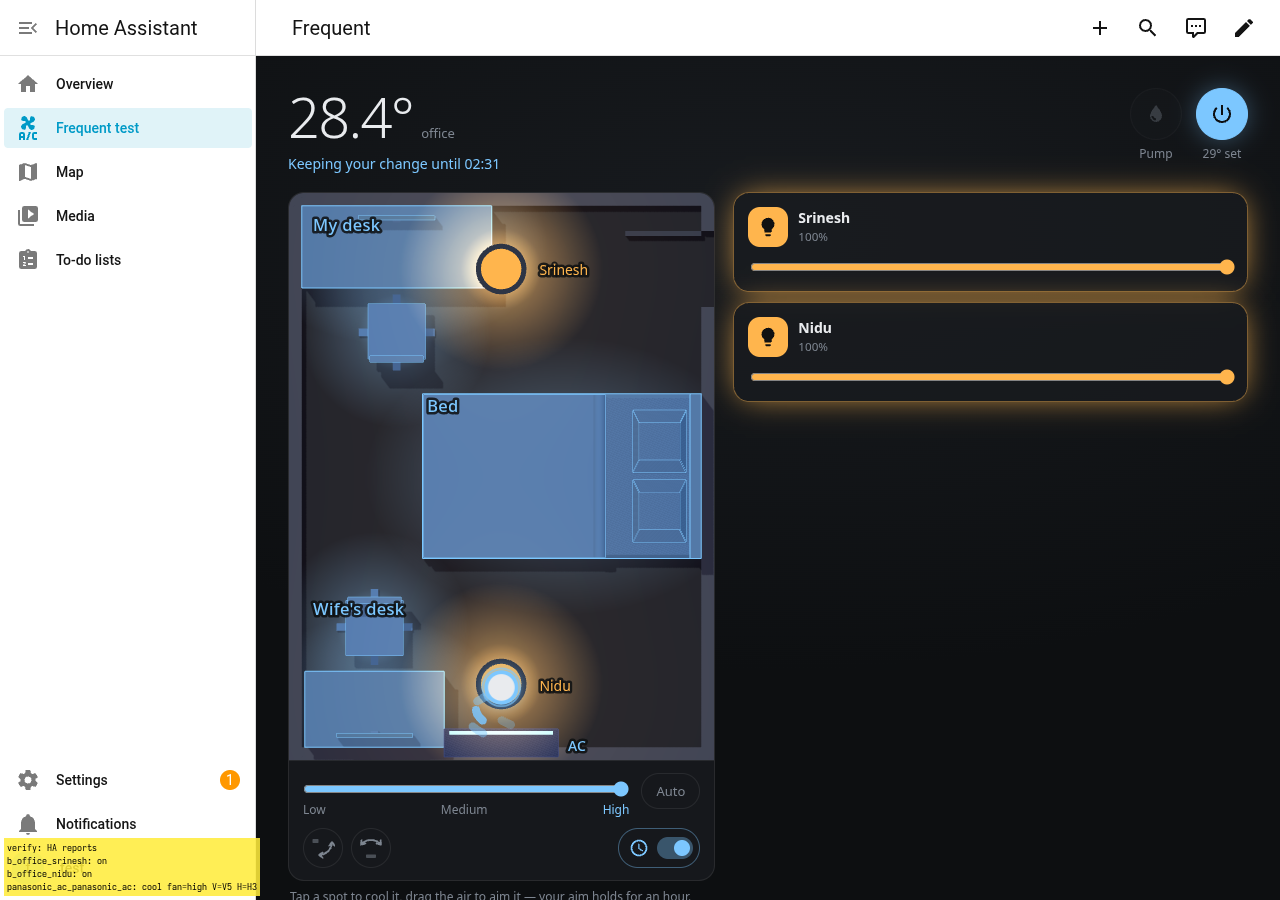 Home Assistant
Frequent
Overview
Frequent test
A/C
Map
Media
To-do lists
Settings
1
Notifications
verify: HA reports
b_office_srinesh: on
b_office_nidu: on
panasonic_ac_panasonic_ac: cool fan=high V=V5 H=H3
28.4° office
Keeping your change until 02:31
Pump
29° set
My desk
Srinesh
Bed
Wife's desk
Nidu
AC
Low
Medium
High
Auto
Tap a spot to cool it, drag the air to aim it — your aim holds for an hour.
Srinesh
100%
Nidu
100%